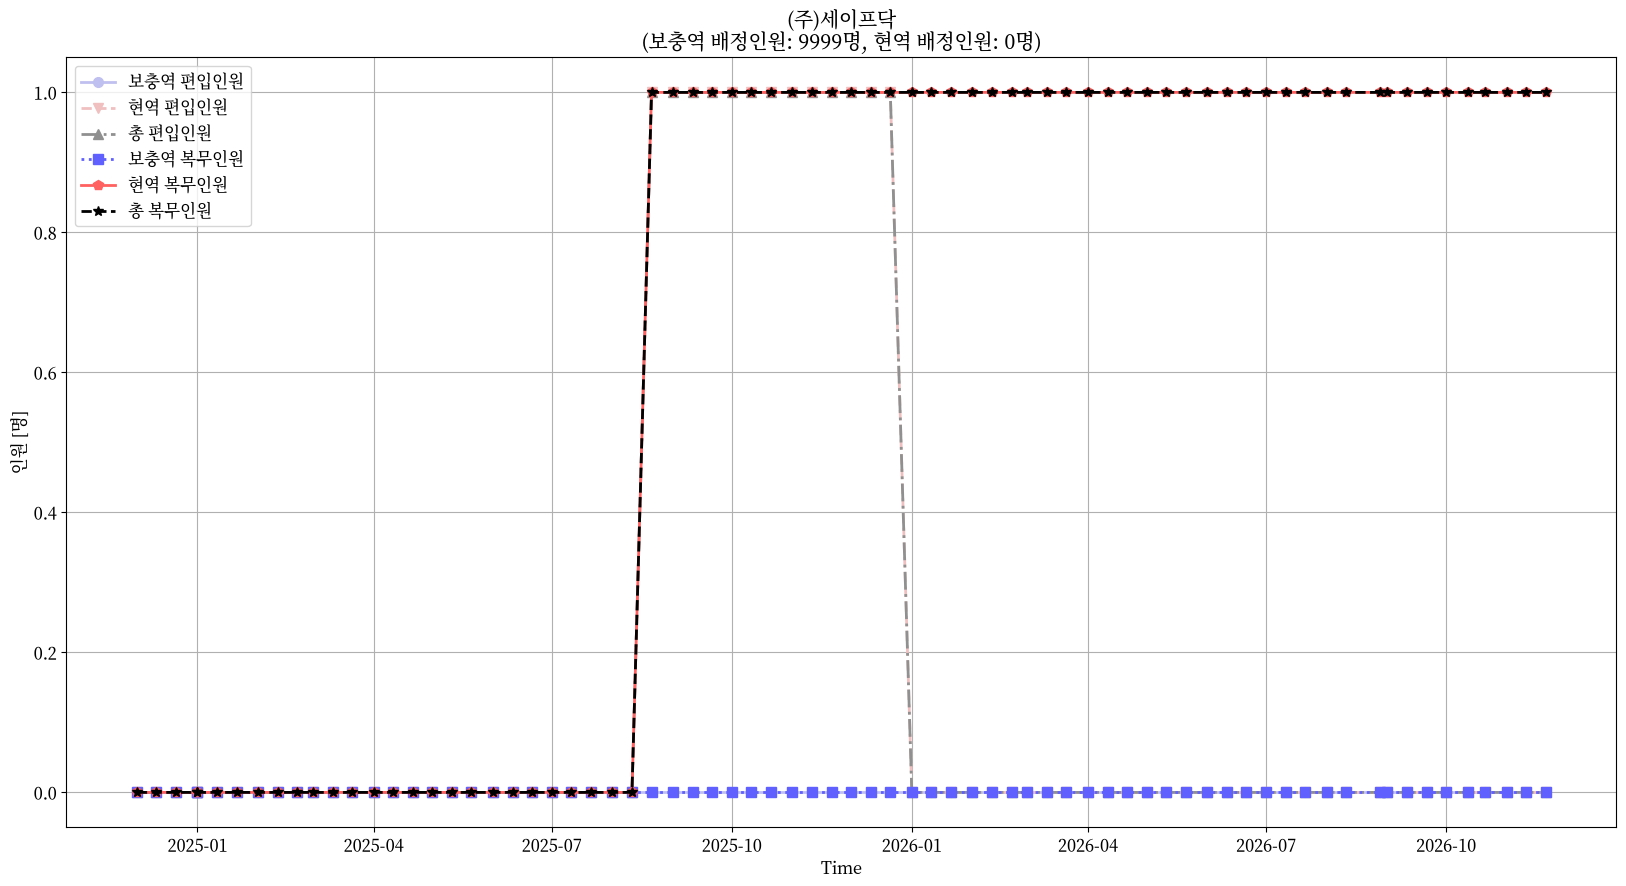 (주)세이프닥
(보충역 배정인원: 9999명, 현역 배정인원: 0명)
보충역 편입인원
현역 편입인원
총 편입인원
보충역 복무인원
현역 복무인원
총 복무인원
인원 [명]
1.0
0.8
0.6
0.4
0.2
0.0
2025-01 2025-04 2025-07 2025-10 2026-01 2026-04 2026-07 2026-10
Time